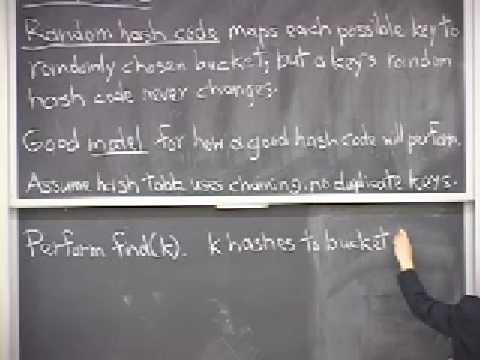 Random hash code maps each possible key to
randomly chosen bucket, but a key's random
hash code never changes.
Good model for how a good hash code will perform.
Assume hash table uses chaining, no duplicate keys.
Perform find(k). k hashes to bucket